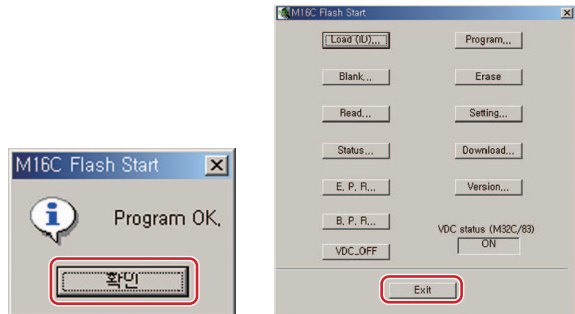 M16C Flash Start
Program OK,
확인
M16C Flash Start
Load (ID),,,
Program,,,
Blank,,,
Erase
Read,,,
Setting,,,
Status,,,
Download,,,
E, P, R,,,
Version,,,
B, P, R,,,
VDC status (M32C/83)
VDC_OFF
ON
Exit